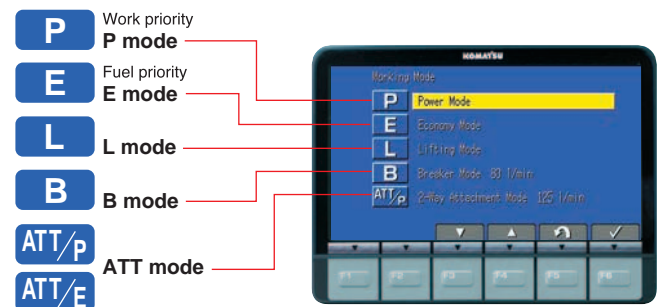 P
Work priority
P mode
E
Fuel priority
E mode
L
L mode
B
B mode
ATT/P
ATT/E
ATT mode
KOMATSU
Working Mode
P Power Mode
E Economy Mode
L Lifting Mode
B Breaker Mode 83 l/min
ATT/P 2-Way Attachment Mode 125 l/min
F1 F2 F3 F4 F5 F6